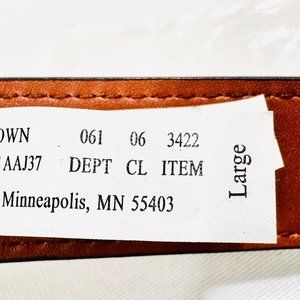 OWN 061 06 3422
AAJ37 DEPT CL ITEM
Minneapolis, MN 55403
Large